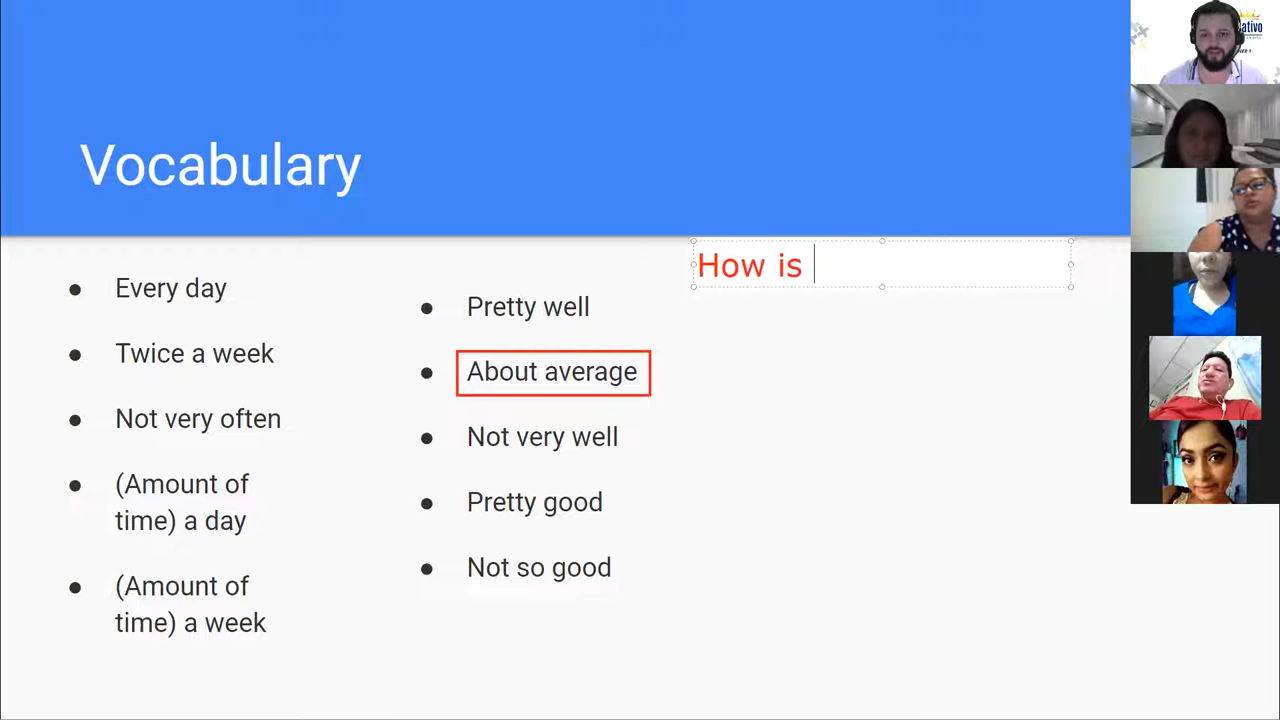 Vocabulary
How is
Every day
Twice a week
Not very often
(Amount of
time) a day
(Amount of
time) a week
Pretty well
About average
Not very well
Pretty good
Not so good